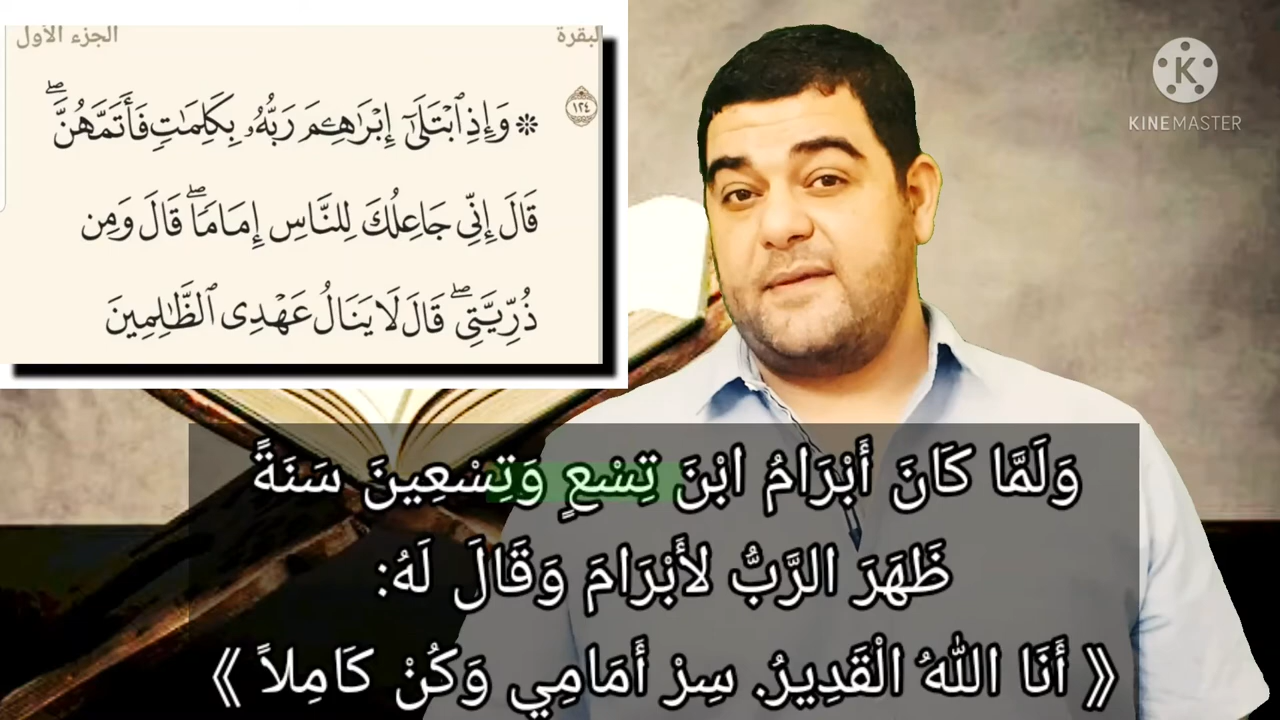 البقرة
الجزء الأول
١٢٤
۞ وَإِذِ ٱبْتَلَىٰٓ إِبْرَٰهِـۧمَ رَبُّهُۥ بِكَلِمَٰتٍ فَأَتَمَّهُنَّۖ
قَالَ إِنِّى جَاعِلُكَ لِلنَّاسِ إِمَامًاۖ قَالَ وَمِن
ذُرِّيَّتِىۖ قَالَ لَا يَنَالُ عَهْدِى ٱلظَّٰلِمِينَ
KINEMASTER
وَلَمَّا كَانَ أَبْرَامُ ابْنَ تِسْعٍ وَتِسْعِينَ سَنَةً
ظَهَرَ الرَّبُّ لأَبْرَامَ وَقَالَ لَهُ:
《 أَنَا اللهُ الْقَدِيرُ. سِرْ أَمَامِي وَكُنْ كَامِلاً 》